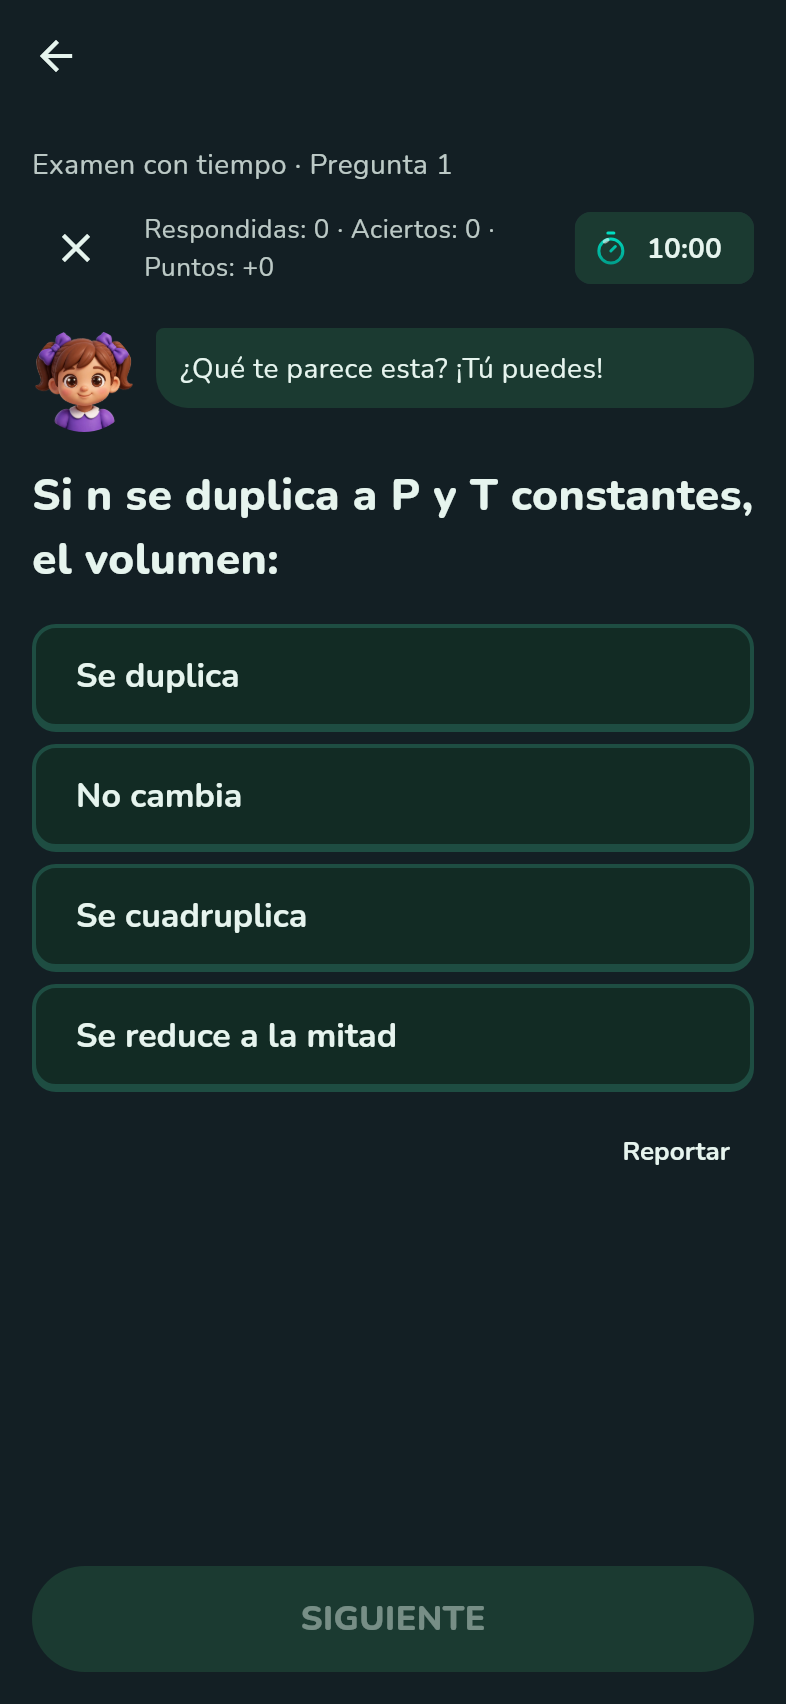 Examen con tiempo · Pregunta 1
Respondidas: 0 · Aciertos: 0 ·
Puntos: +0
10:00
¿Qué te parece esta? ¡Tú puedes!
Si n se duplica a P y T constantes,
el volumen:
Se duplica
No cambia
Se cuadruplica
Se reduce a la mitad
Reportar
SIGUIENTE